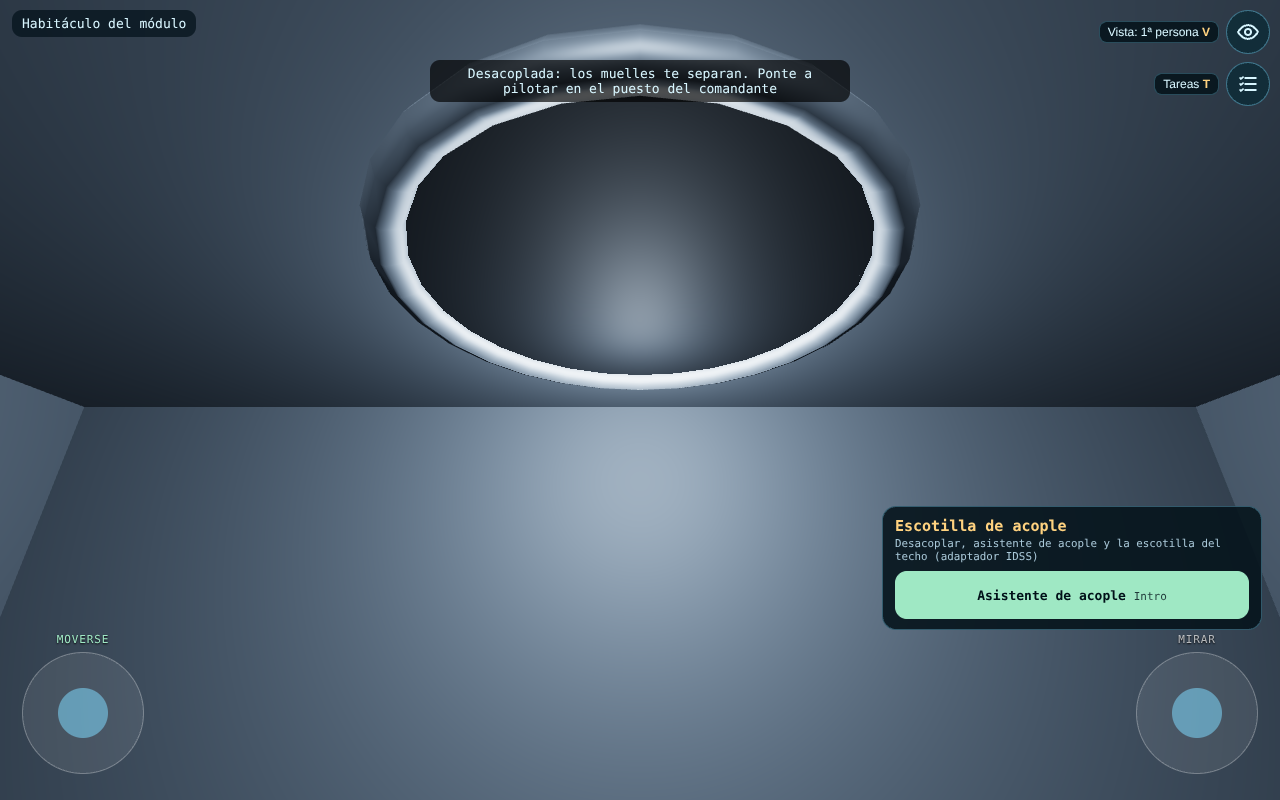 Habitáculo del módulo
Vista: 1ª persona V
Desacoplada: los muelles te separan. Ponte a
pilotar en el puesto del comandante
Tareas T
Escotilla de acople
Desacoplar, asistente de acople y la escotilla del
techo (adaptador IDSS)
Asistente de acople Intro
MOVERSE
MIRAR